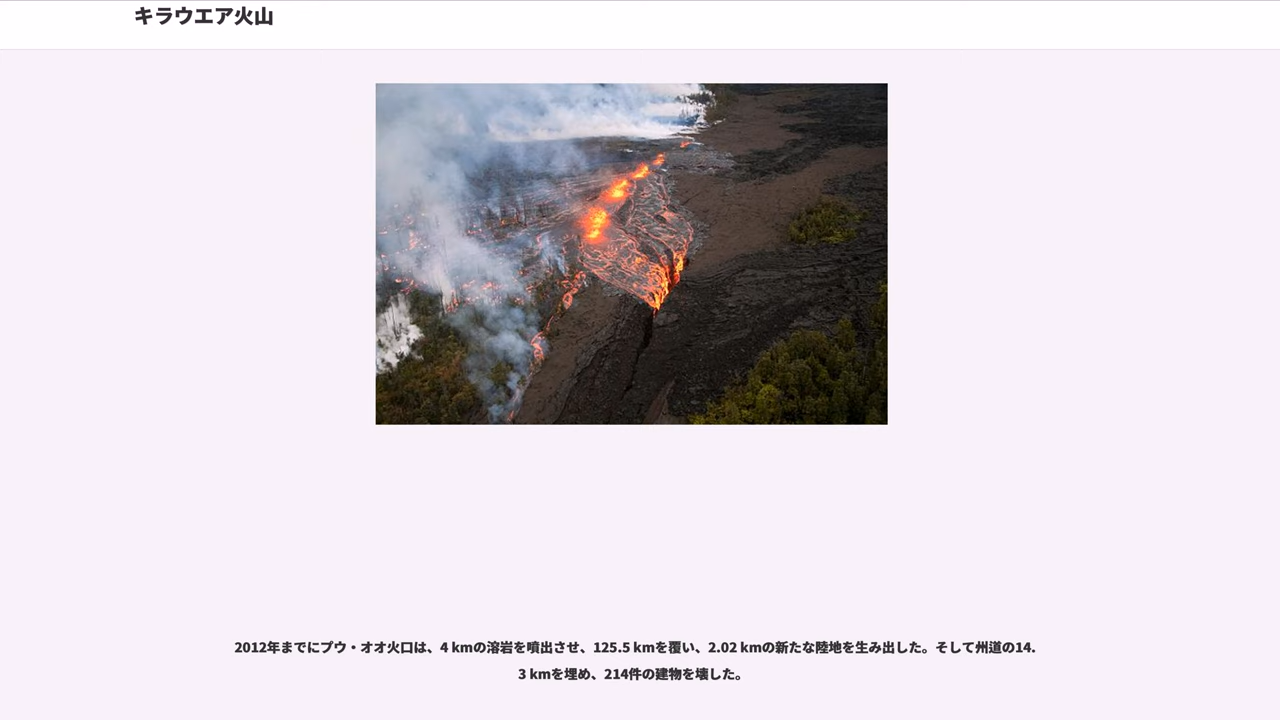 キラウエア火山
2012年までにプウ・オオ火口は、4 kmの溶岩を噴出させ、125.5 kmを覆い、2.02 kmの新たな陸地を生み出した。そして州道の14.
3 kmを埋め、214件の建物を壊した。